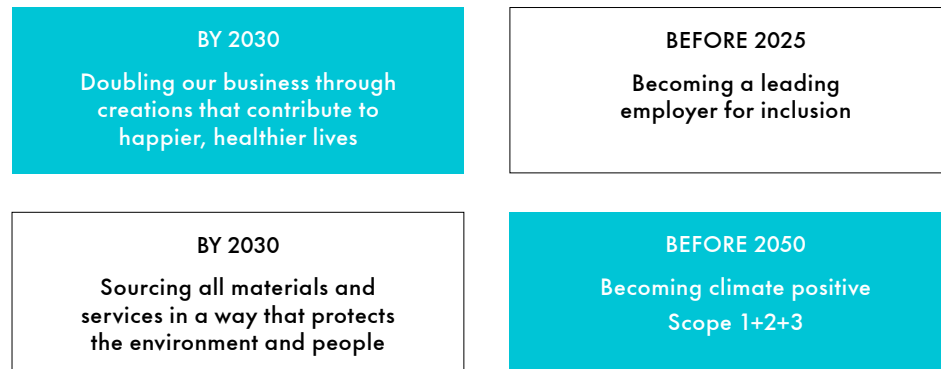 BY 2030
Doubling our business through
creations that contribute to
happier, healthier lives
BEFORE 2025
Becoming a leading
employer for inclusion
BY 2030
Sourcing all materials and
services in a way that protects
the environment and people
BEFORE 2050
Becoming climate positive
Scope 1+2+3